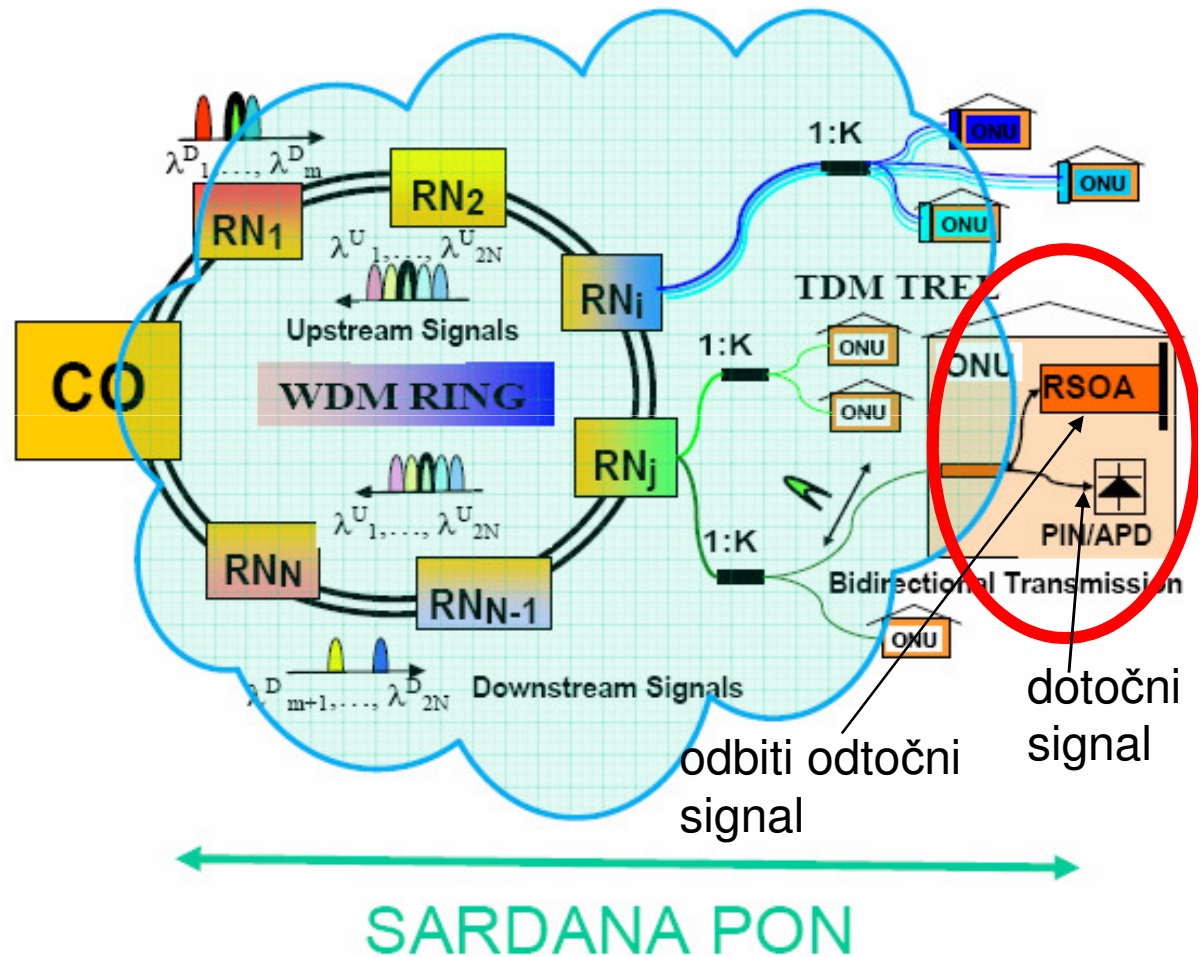 λᴰ₁,..., λᴰₘ
RN₁
RN₂
1:K
ONU
ONU
ONU
λᵁ₁,..., λᵁ₂N
Upstream Signals
RNi
TDM TREE
CO
WDM RING
1:K
ONU
ONU
ONU
RSOA
RNj
λᵁ₁,..., λᵁ₂N
1:K
PIN/APD
Bidirectional Transmission
RNN
RNN-1
ONU
λᴰm+1,..., λᴰ2N
Downstream Signals
dotočni
signal
odbiti odtočni
signal
SARDANA PON